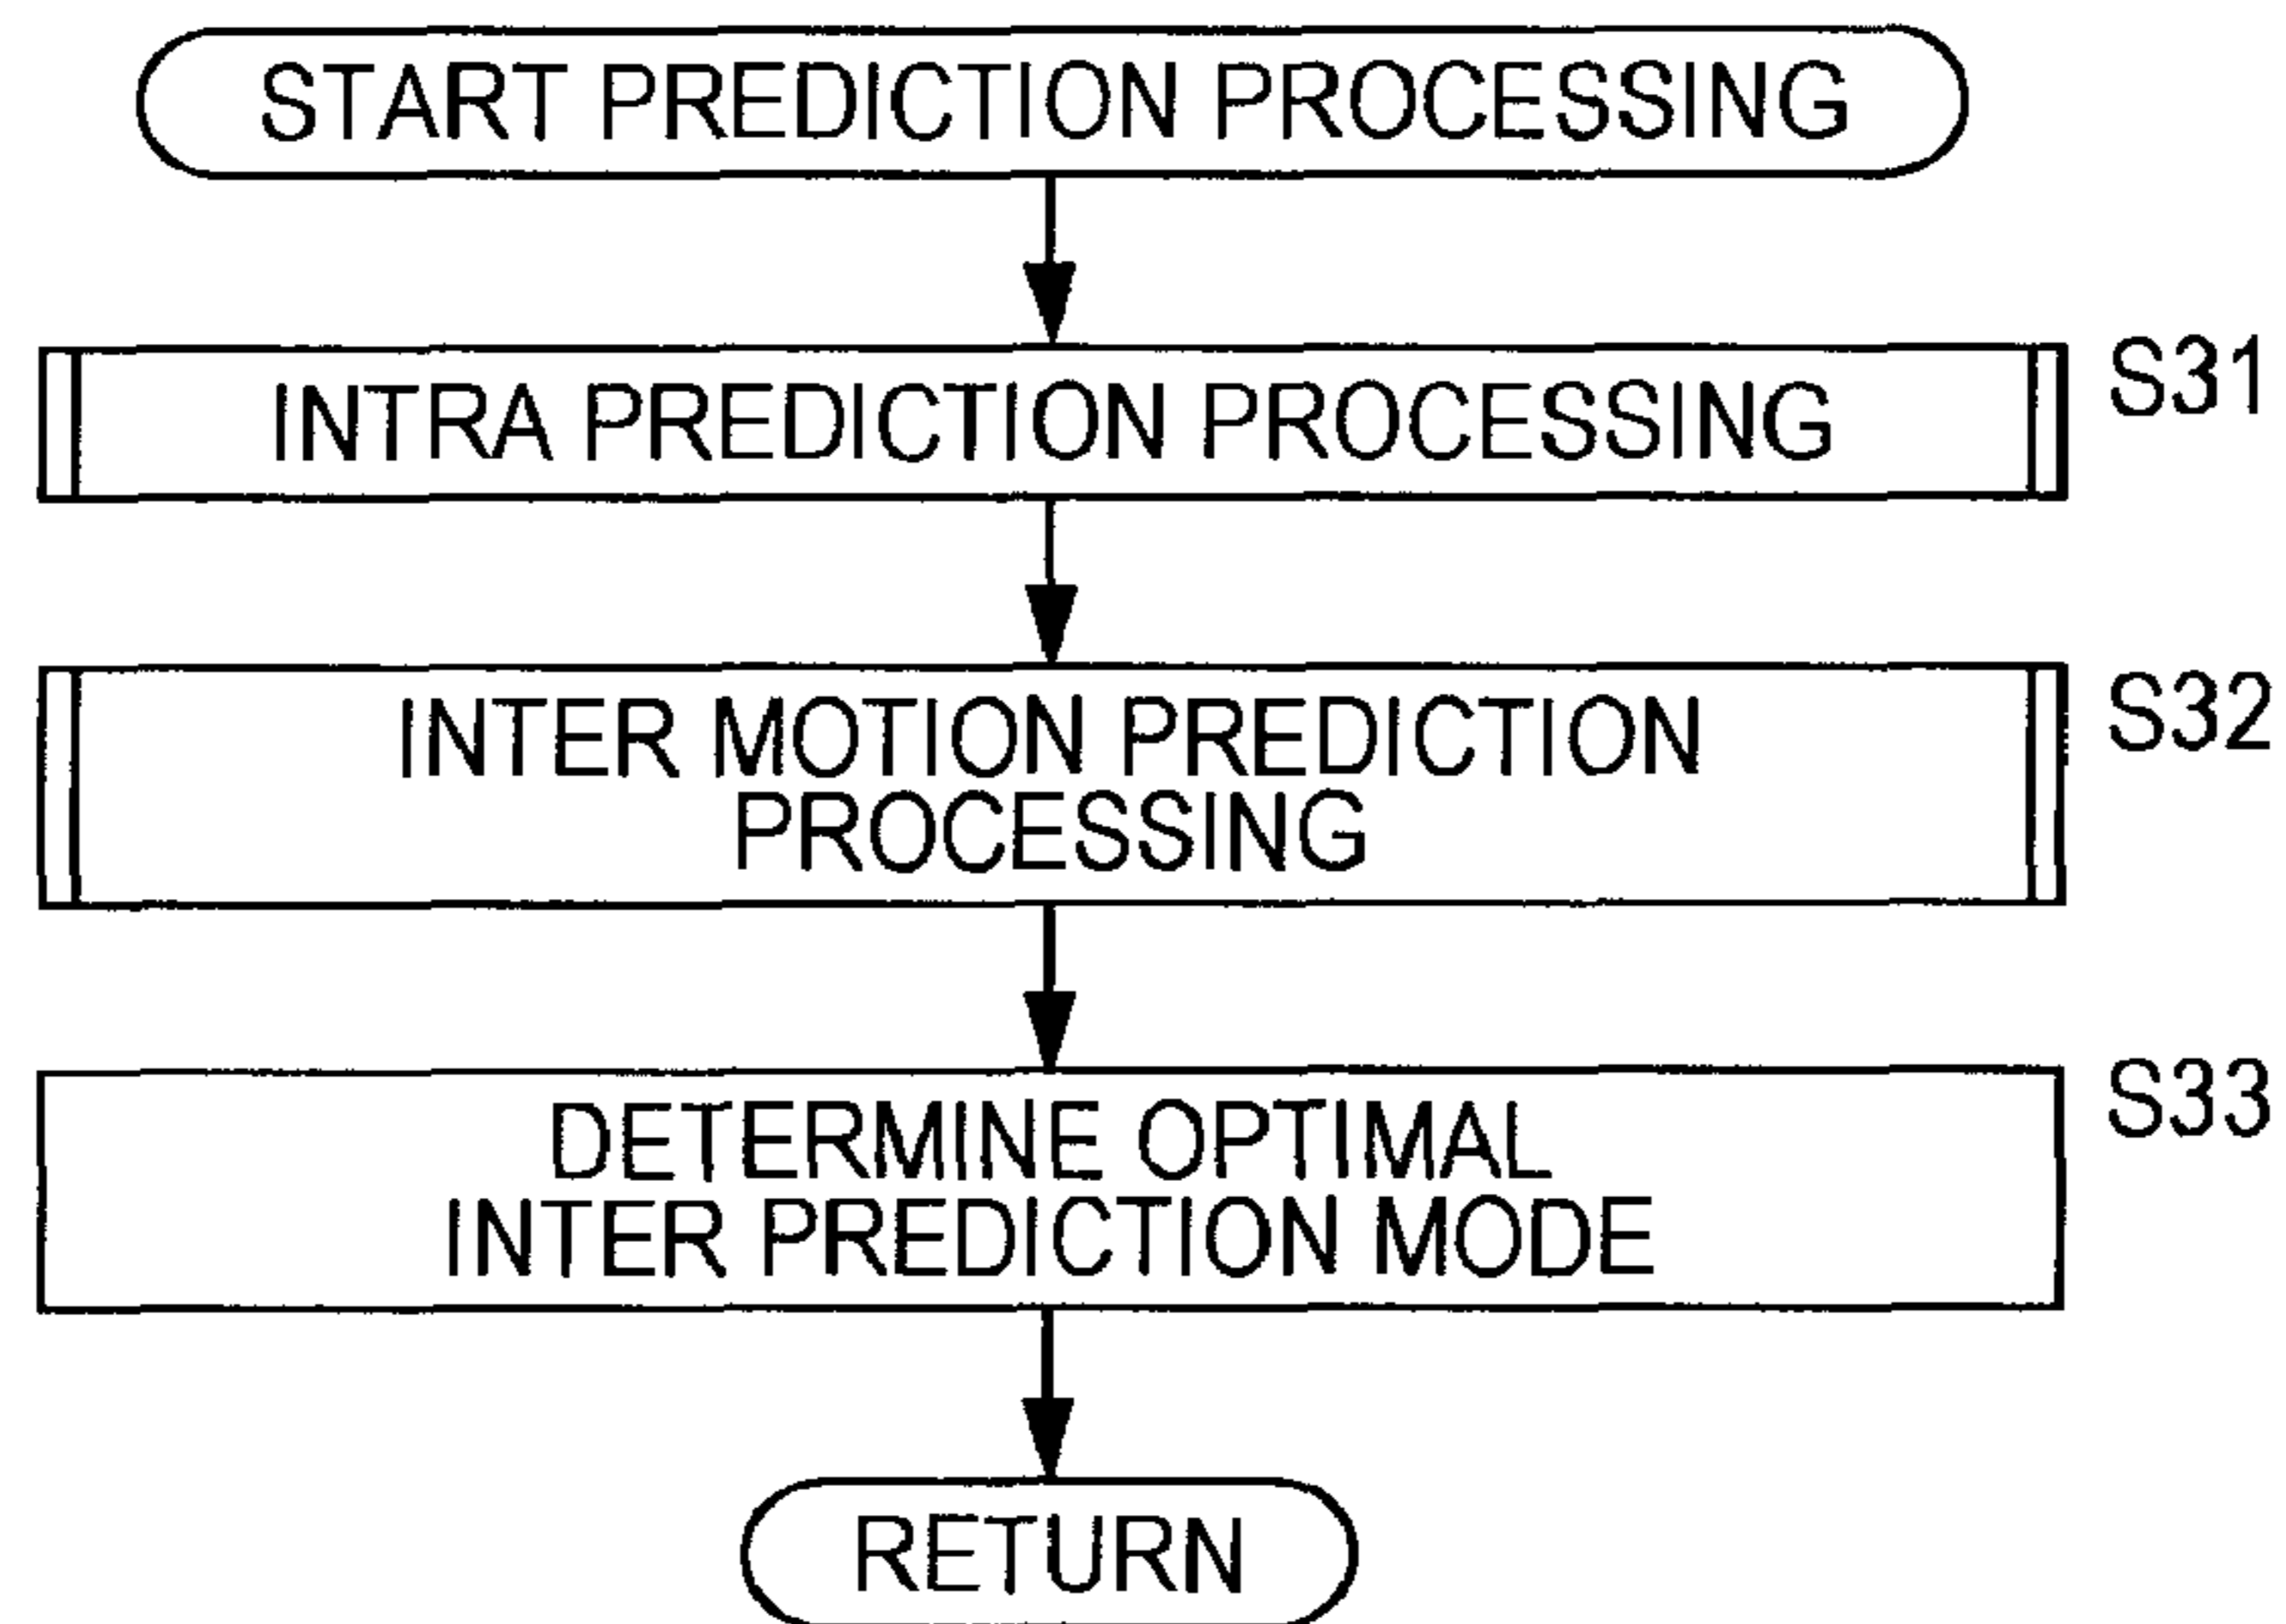 START PREDICTION PROCESSING
INTRA PREDICTION PROCESSING
S31
INTER MOTION PREDICTION
PROCESSING
S32
DETERMINE OPTIMAL
INTER PREDICTION MODE
S33
RETURN